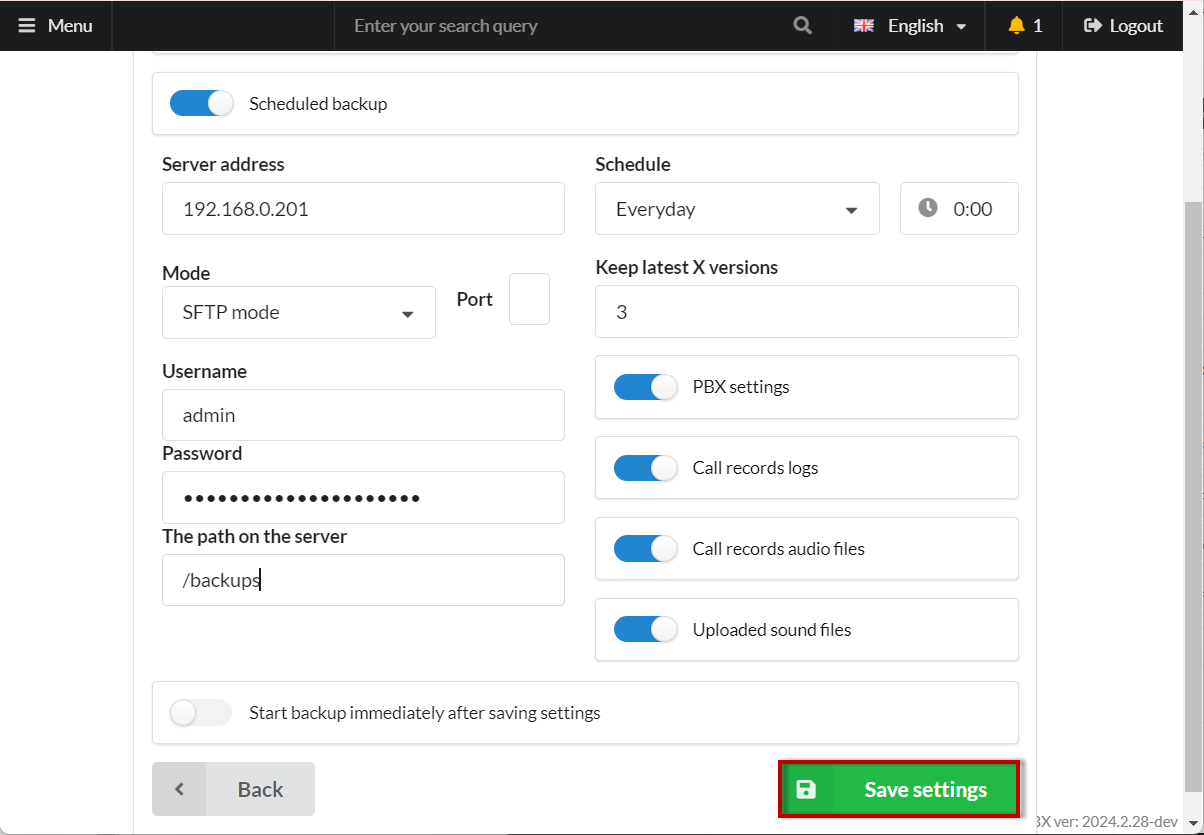 Menu
Enter your search query
English
1
Logout
Scheduled backup
Server address
192.168.0.201
Schedule
Everyday
0:00
Mode
SFTP mode
Port
Keep latest X versions
3
Username
admin
PBX settings
Password
•••••••••••••••••••••
Call records logs
The path on the server
/backups
Call records audio files
Uploaded sound files
Start backup immediately after saving settings
Back
Save settings
BX ver: 2024.2.28-dev